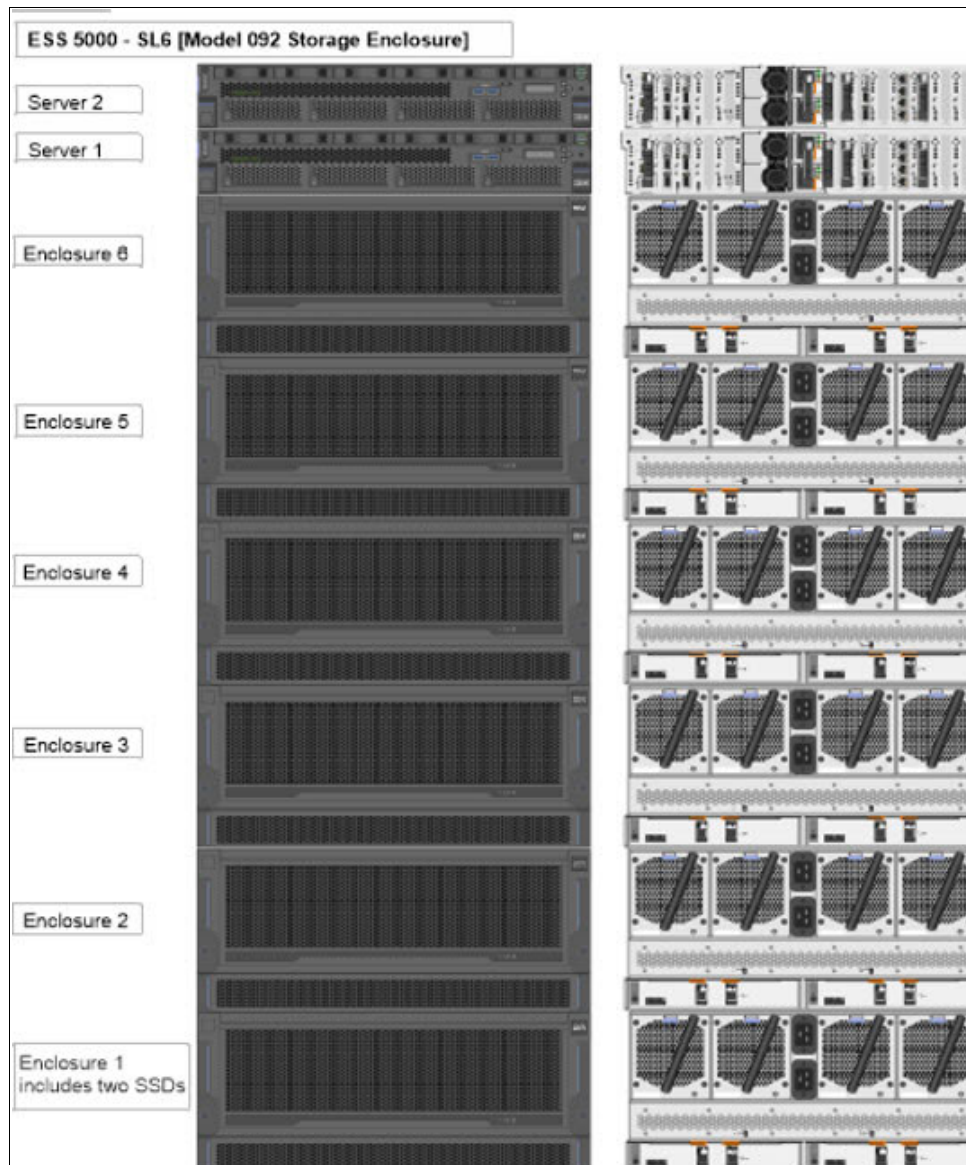 ESS 5000 - SL6 [Model 092 Storage Enclosure]
Server 2
Server 1
Enclosure 6
Enclosure 5
Enclosure 4
Enclosure 3
Enclosure 2
Enclosure 1
includes two SSDs